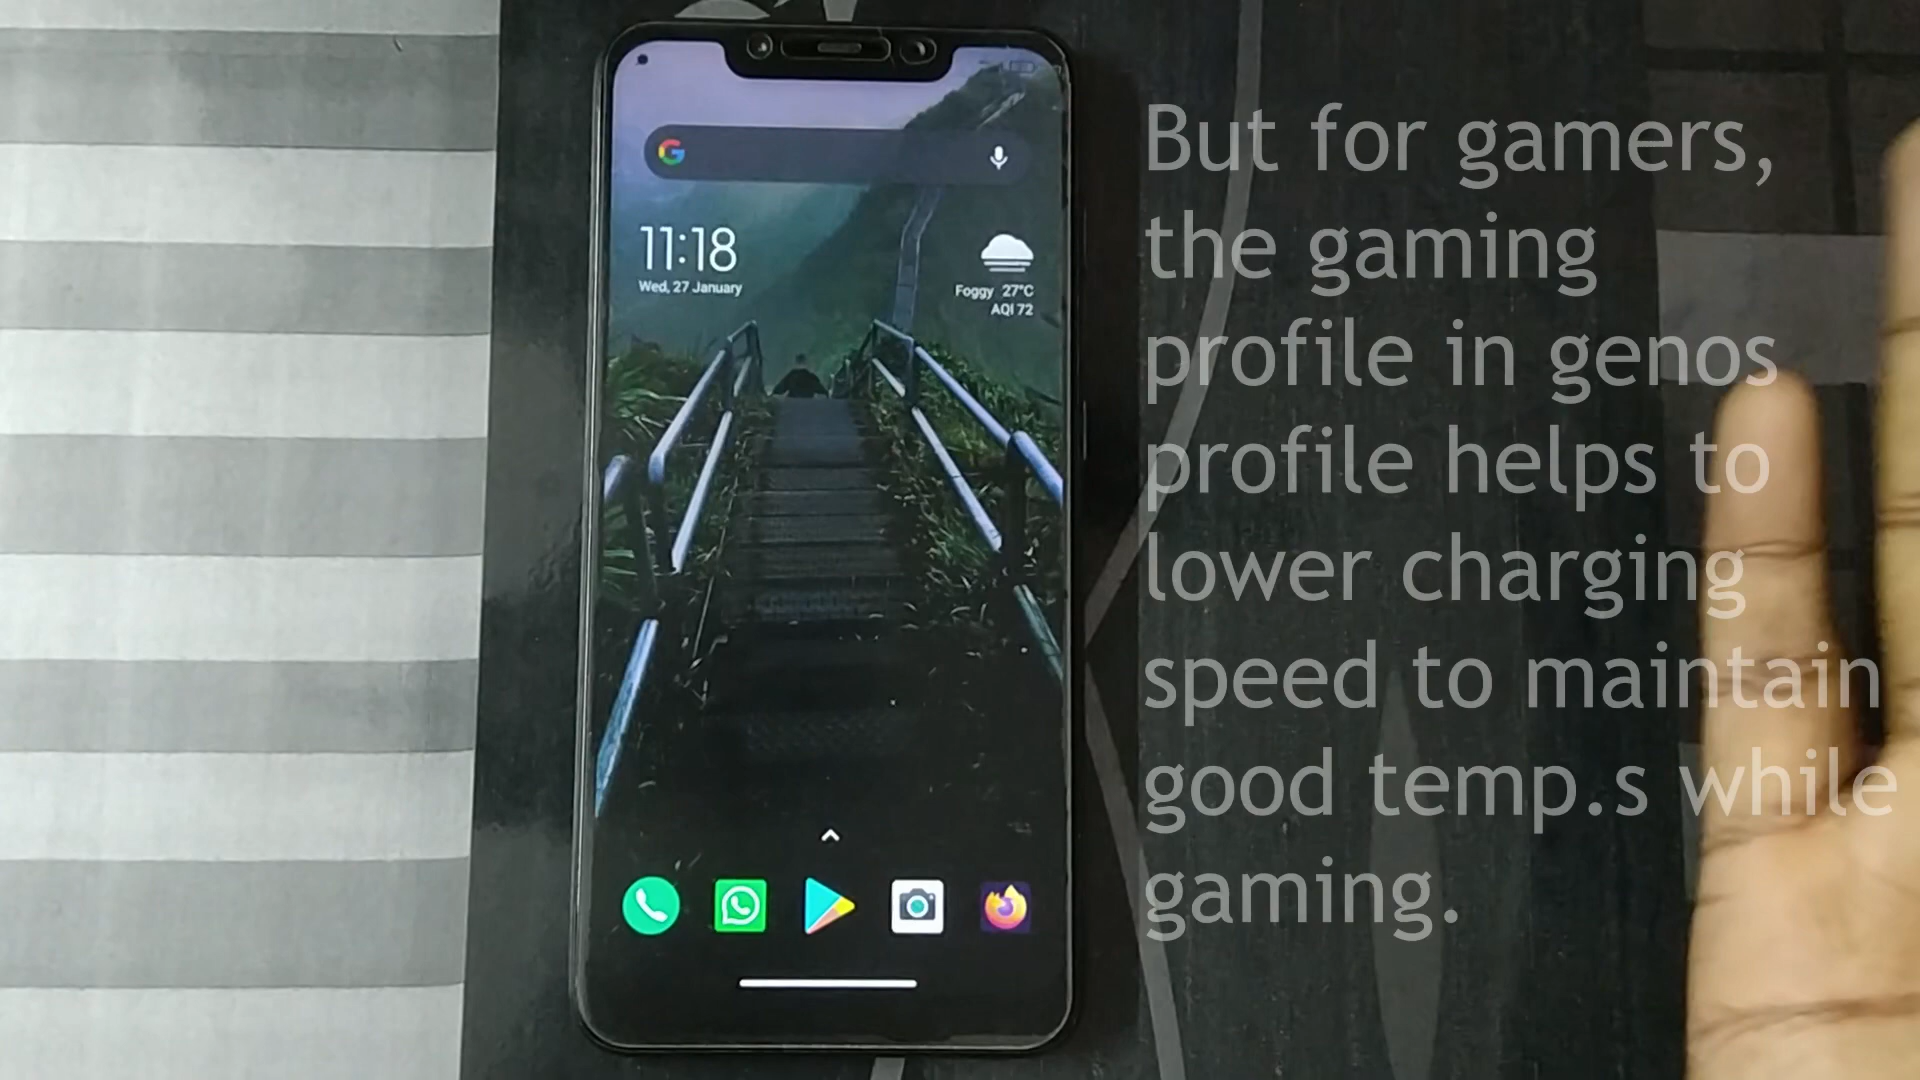 11:18
Wed, 27 January
Foggy 27°C
AQI 72
But for gamers,
the gaming
profile in genos
profile helps to
lower charging
speed to maintain
good temp.s while
gaming.